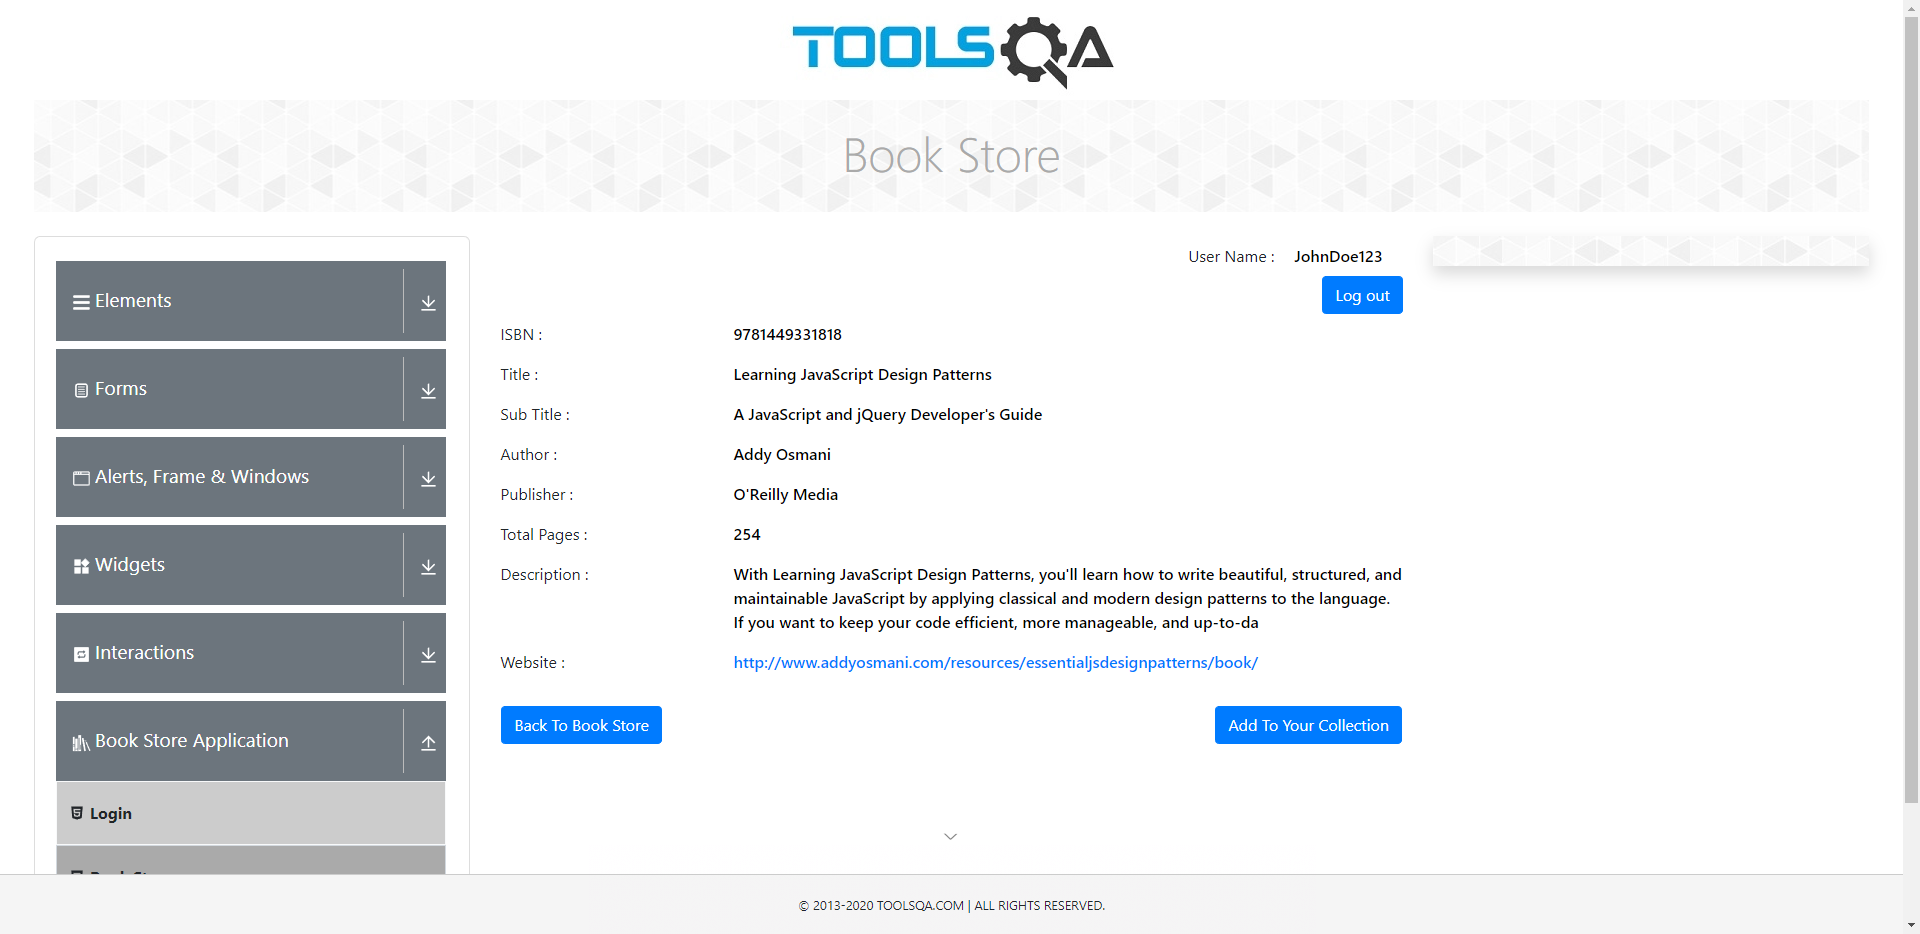 TOOLSQA
Book Store
Elements
Forms
Alerts, Frame & Windows
Widgets
Interactions
Book Store Application
Login
User Name : JohnDoe123
Log out
ISBN : 9781449331818
Title : Learning JavaScript Design Patterns
Sub Title : A JavaScript and jQuery Developer's Guide
Author : Addy Osmani
Publisher : O'Reilly Media
Total Pages : 254
Description : With Learning JavaScript Design Patterns, you'll learn how to write beautiful, structured, and
maintainable JavaScript by applying classical and modern design patterns to the language.
If you want to keep your code efficient, more manageable, and up-to-da
Website : http://www.addyosmani.com/resources/essentialjsdesignpatterns/book/
Back To Book Store
Add To Your Collection
© 2013-2020 TOOLSQA.COM | ALL RIGHTS RESERVED.